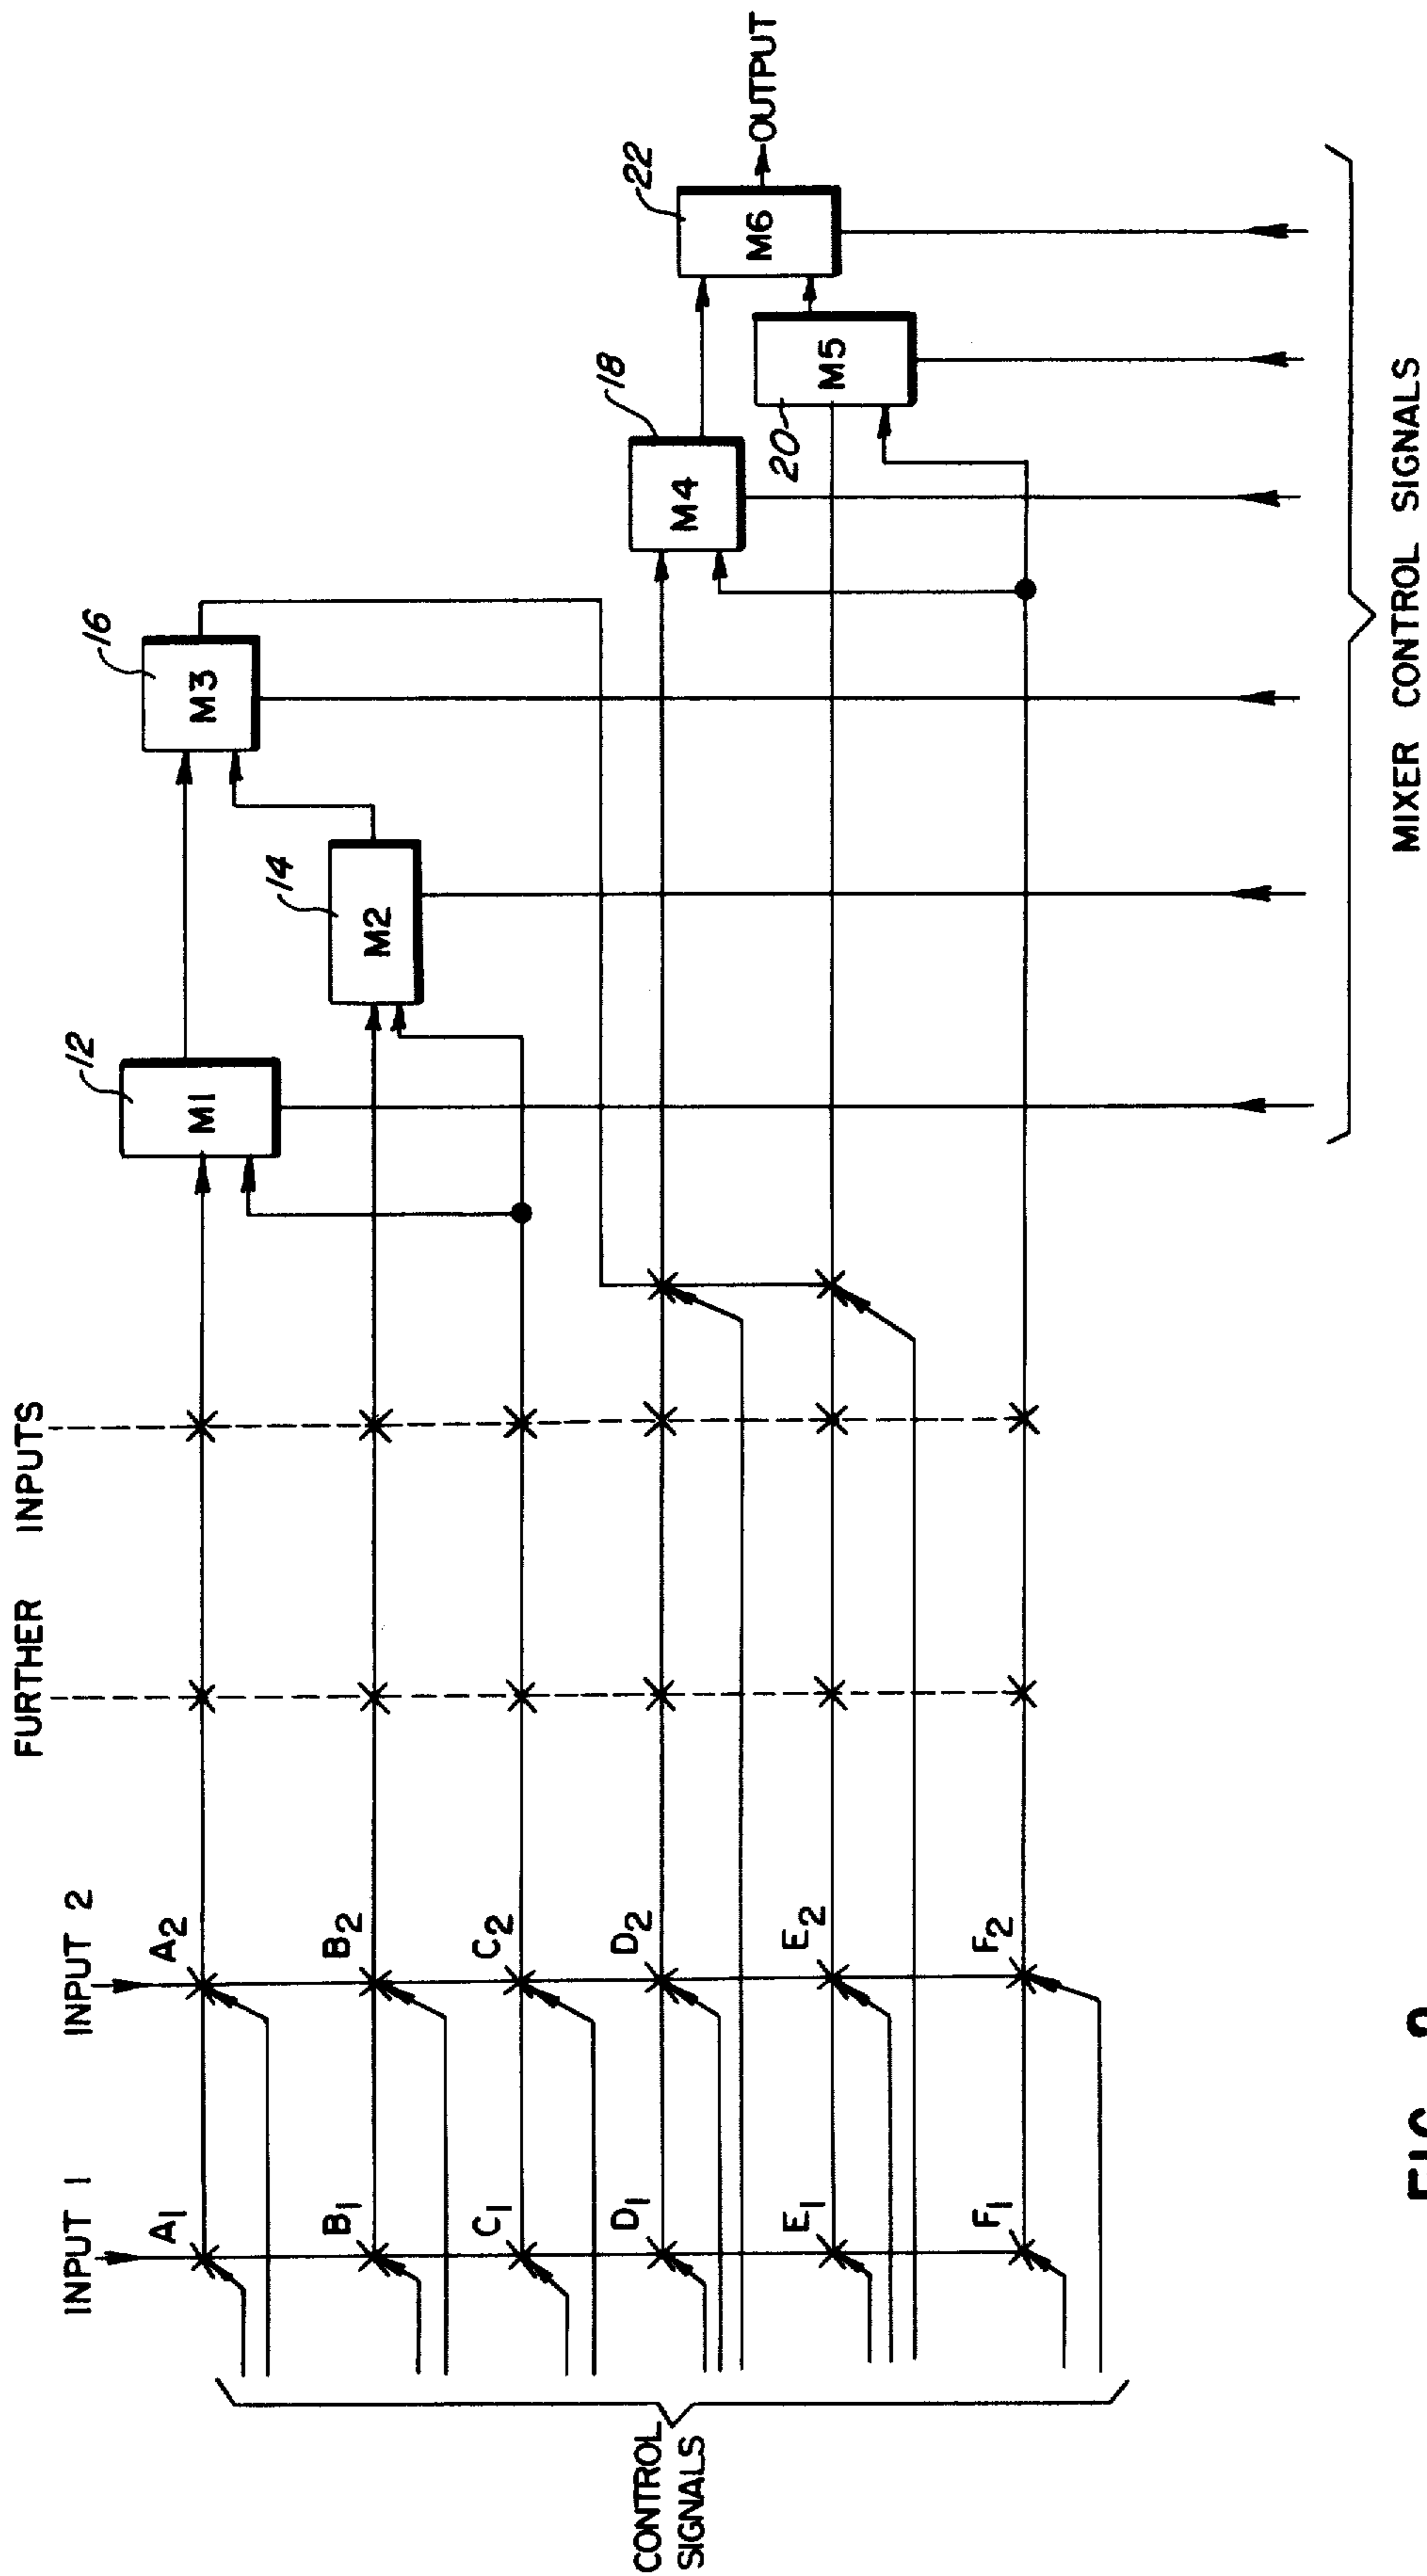 FURTHER INPUTS
INPUT 1
INPUT 2
A1
A2
B1
B2
C1
C2
D1
D2
E1
E2
F1
F2
CONTROL
SIGNALS
12
M1
14
M2
16
M3
18
M4
20
M5
22
M6
OUTPUT
MIXER CONTROL SIGNALS